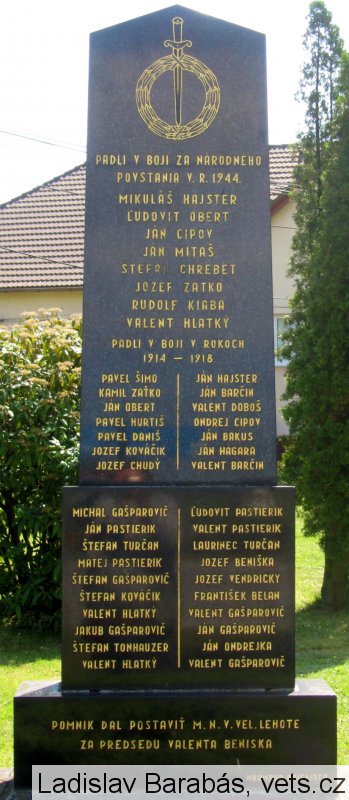 PADLI V BOJI ZA NÁRODNÉHO
POVSTANIA V R. 1944.
MIKULÁŠ HAJSTER
ĽUDOVIT OBERT
JÁN CIPOV
JÁN MITAŠ
ŠTEFAN CHREBET
JOZEF ZAŤKO
RUDOLF KIABA
VALENT HLATKÝ
PADLI V BOJI V ROKOCH
1914 — 1918
PAVEL ŠIMO
KAMIL ZAŤKO
JÁN OBERT
PAVEL HURTIŠ
PAVEL DANIŠ
JOZEF KOVÁČIK
JOZEF CHUDÝ
JÁN HAJSTER
JÁN BARČIN
VALENT DOBOŠ
ONDREJ CIPOV
JÁN BAKUS
JÁN HAGARA
VALENT BARČIN
MICHAL GAŠPAROVIČ
JÁN PASTIERIK
ŠTEFAN TURČAN
MATEJ PASTIERIK
ŠTEFAN GAŠPAROVIČ
ŠTEFAN KOVÁČIK
VALENT HLATKÝ
JAKUB GAŠPAROVIČ
ŠTEFAN TONHAUZER
VALENT HLATKÝ
ĽUDOVIT PASTIERIK
VALENT PASTIERIK
LAURINEC TURČAN
JOZEF BENIŠKA
JOZEF VENDRICKÝ
FRANTIŠEK BELAN
VALENT GAŠPAROVIČ
JÁN GAŠPAROVIČ
JÁN ONDREJKA
VALENT GAŠPAROVIČ
POMNIK DAL POSTAVIŤ M. N. V. VEL. LEHOTE
ZA PREDSEDU VALENTA BENISKA
Ladislav Barabás, vets.cz